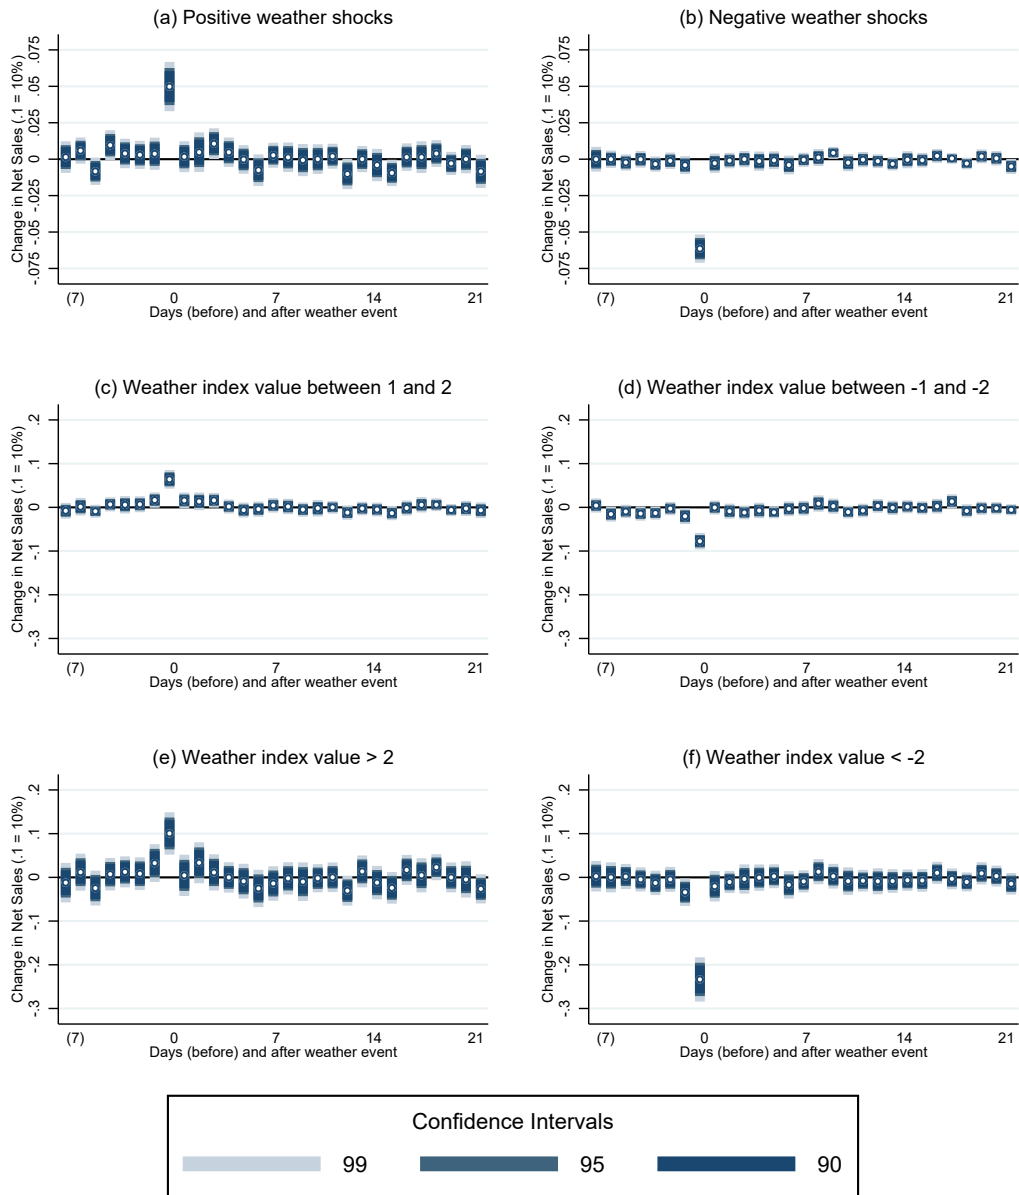 (a) Positive weather shocks
Change in Net Sales (.1 = 10%)
.075
.05
.025
0
-.025
-.05
-.075
(7) 0 7 14 21
Days (before) and after weather event
(b) Negative weather shocks
Change in Net Sales (.1 = 10%)
.075
.05
.025
0
-.025
-.05
-.075
(7) 0 7 14 21
Days (before) and after weather event
(c) Weather index value between 1 and 2
Change in Net Sales (.1 = 10%)
.2
.1
0
-.1
-.2
-.3
(7) 0 7 14 21
Days (before) and after weather event
(d) Weather index value between -1 and -2
Change in Net Sales (.1 = 10%)
.2
.1
0
-.1
-.2
-.3
(7) 0 7 14 21
Days (before) and after weather event
(e) Weather index value > 2
Change in Net Sales (.1 = 10%)
.2
.1
0
-.1
-.2
-.3
(7) 0 7 14 21
Days (before) and after weather event
(f) Weather index value < -2
Change in Net Sales (.1 = 10%)
.2
.1
0
-.1
-.2
-.3
(7) 0 7 14 21
Days (before) and after weather event
Confidence Intervals
99 95 90